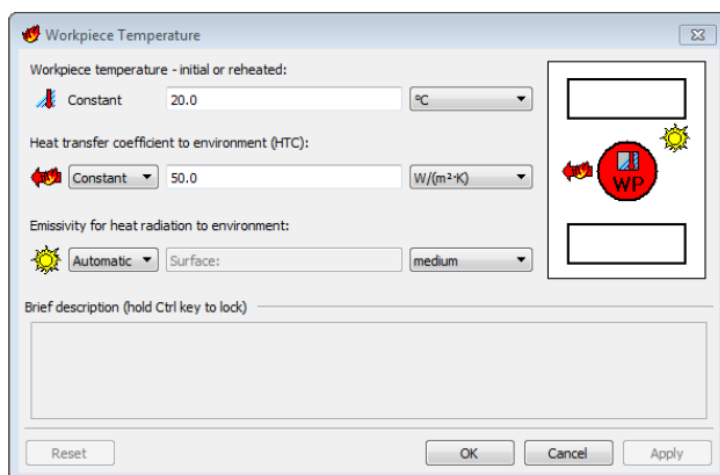 Workpiece Temperature
Workpiece temperature - initial or reheated:
Constant 20.0 ºC
Heat transfer coefficient to environment (HTC):
Constant 50.0 W/(m²·K)
WP
Emissivity for heat radiation to environment:
Automatic Surface: medium
Brief description (hold Ctrl key to lock)
Reset OK Cancel Apply